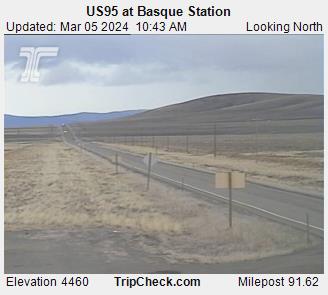 US95 at Basque Station
Updated: Mar 05 2024 10:43 AM Looking North
Elevation 4460 TripCheck.com Milepost 91.62